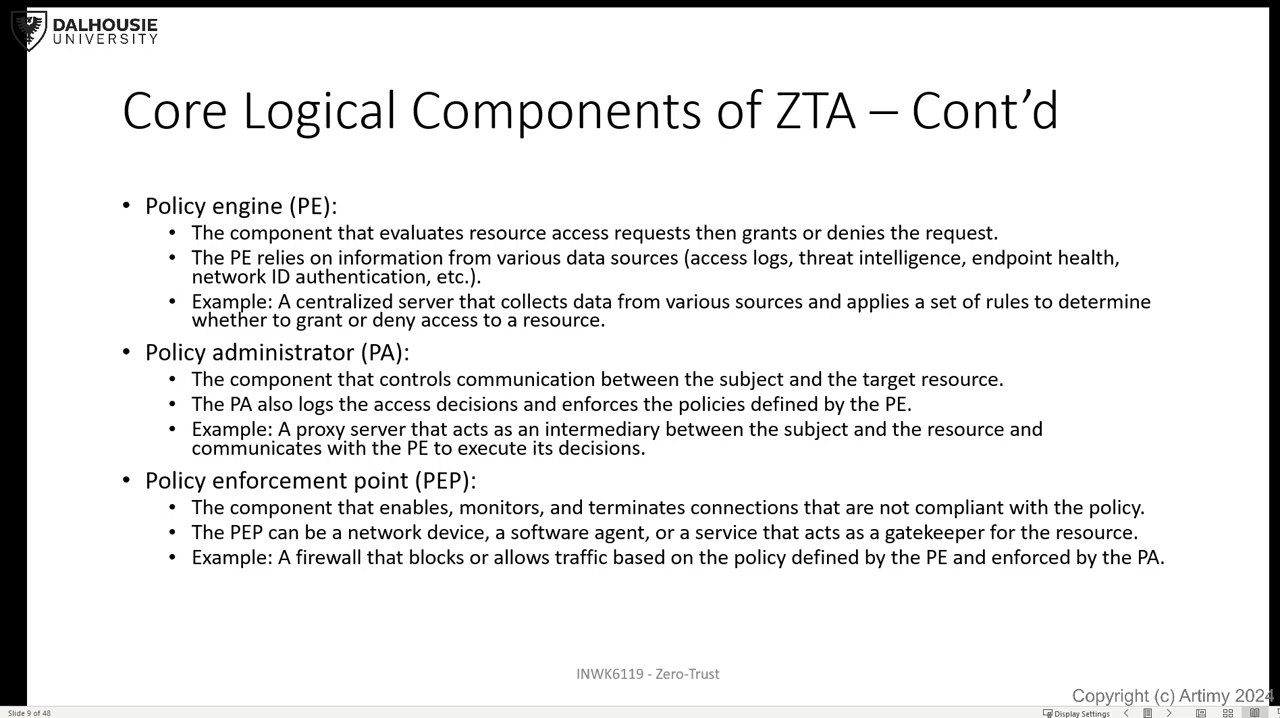 DALHOUSIE
UNIVERSITY
Core Logical Components of ZTA – Cont’d
• Policy engine (PE):
• The component that evaluates resource access requests then grants or denies the request.
• The PE relies on information from various data sources (access logs, threat intelligence, endpoint health,
network ID authentication, etc.).
• Example: A centralized server that collects data from various sources and applies a set of rules to determine
whether to grant or deny access to a resource.
• Policy administrator (PA):
• The component that controls communication between the subject and the target resource.
• The PA also logs the access decisions and enforces the policies defined by the PE.
• Example: A proxy server that acts as an intermediary between the subject and the resource and
communicates with the PE to execute its decisions.
• Policy enforcement point (PEP):
• The component that enables, monitors, and terminates connections that are not compliant with the policy.
• The PEP can be a network device, a software agent, or a service that acts as a gatekeeper for the resource.
• Example: A firewall that blocks or allows traffic based on the policy defined by the PE and enforced by the PA.
INWK6119 - Zero-Trust
Copyright (c) Artimy 2024
Slide 9 of 48
Display Settings